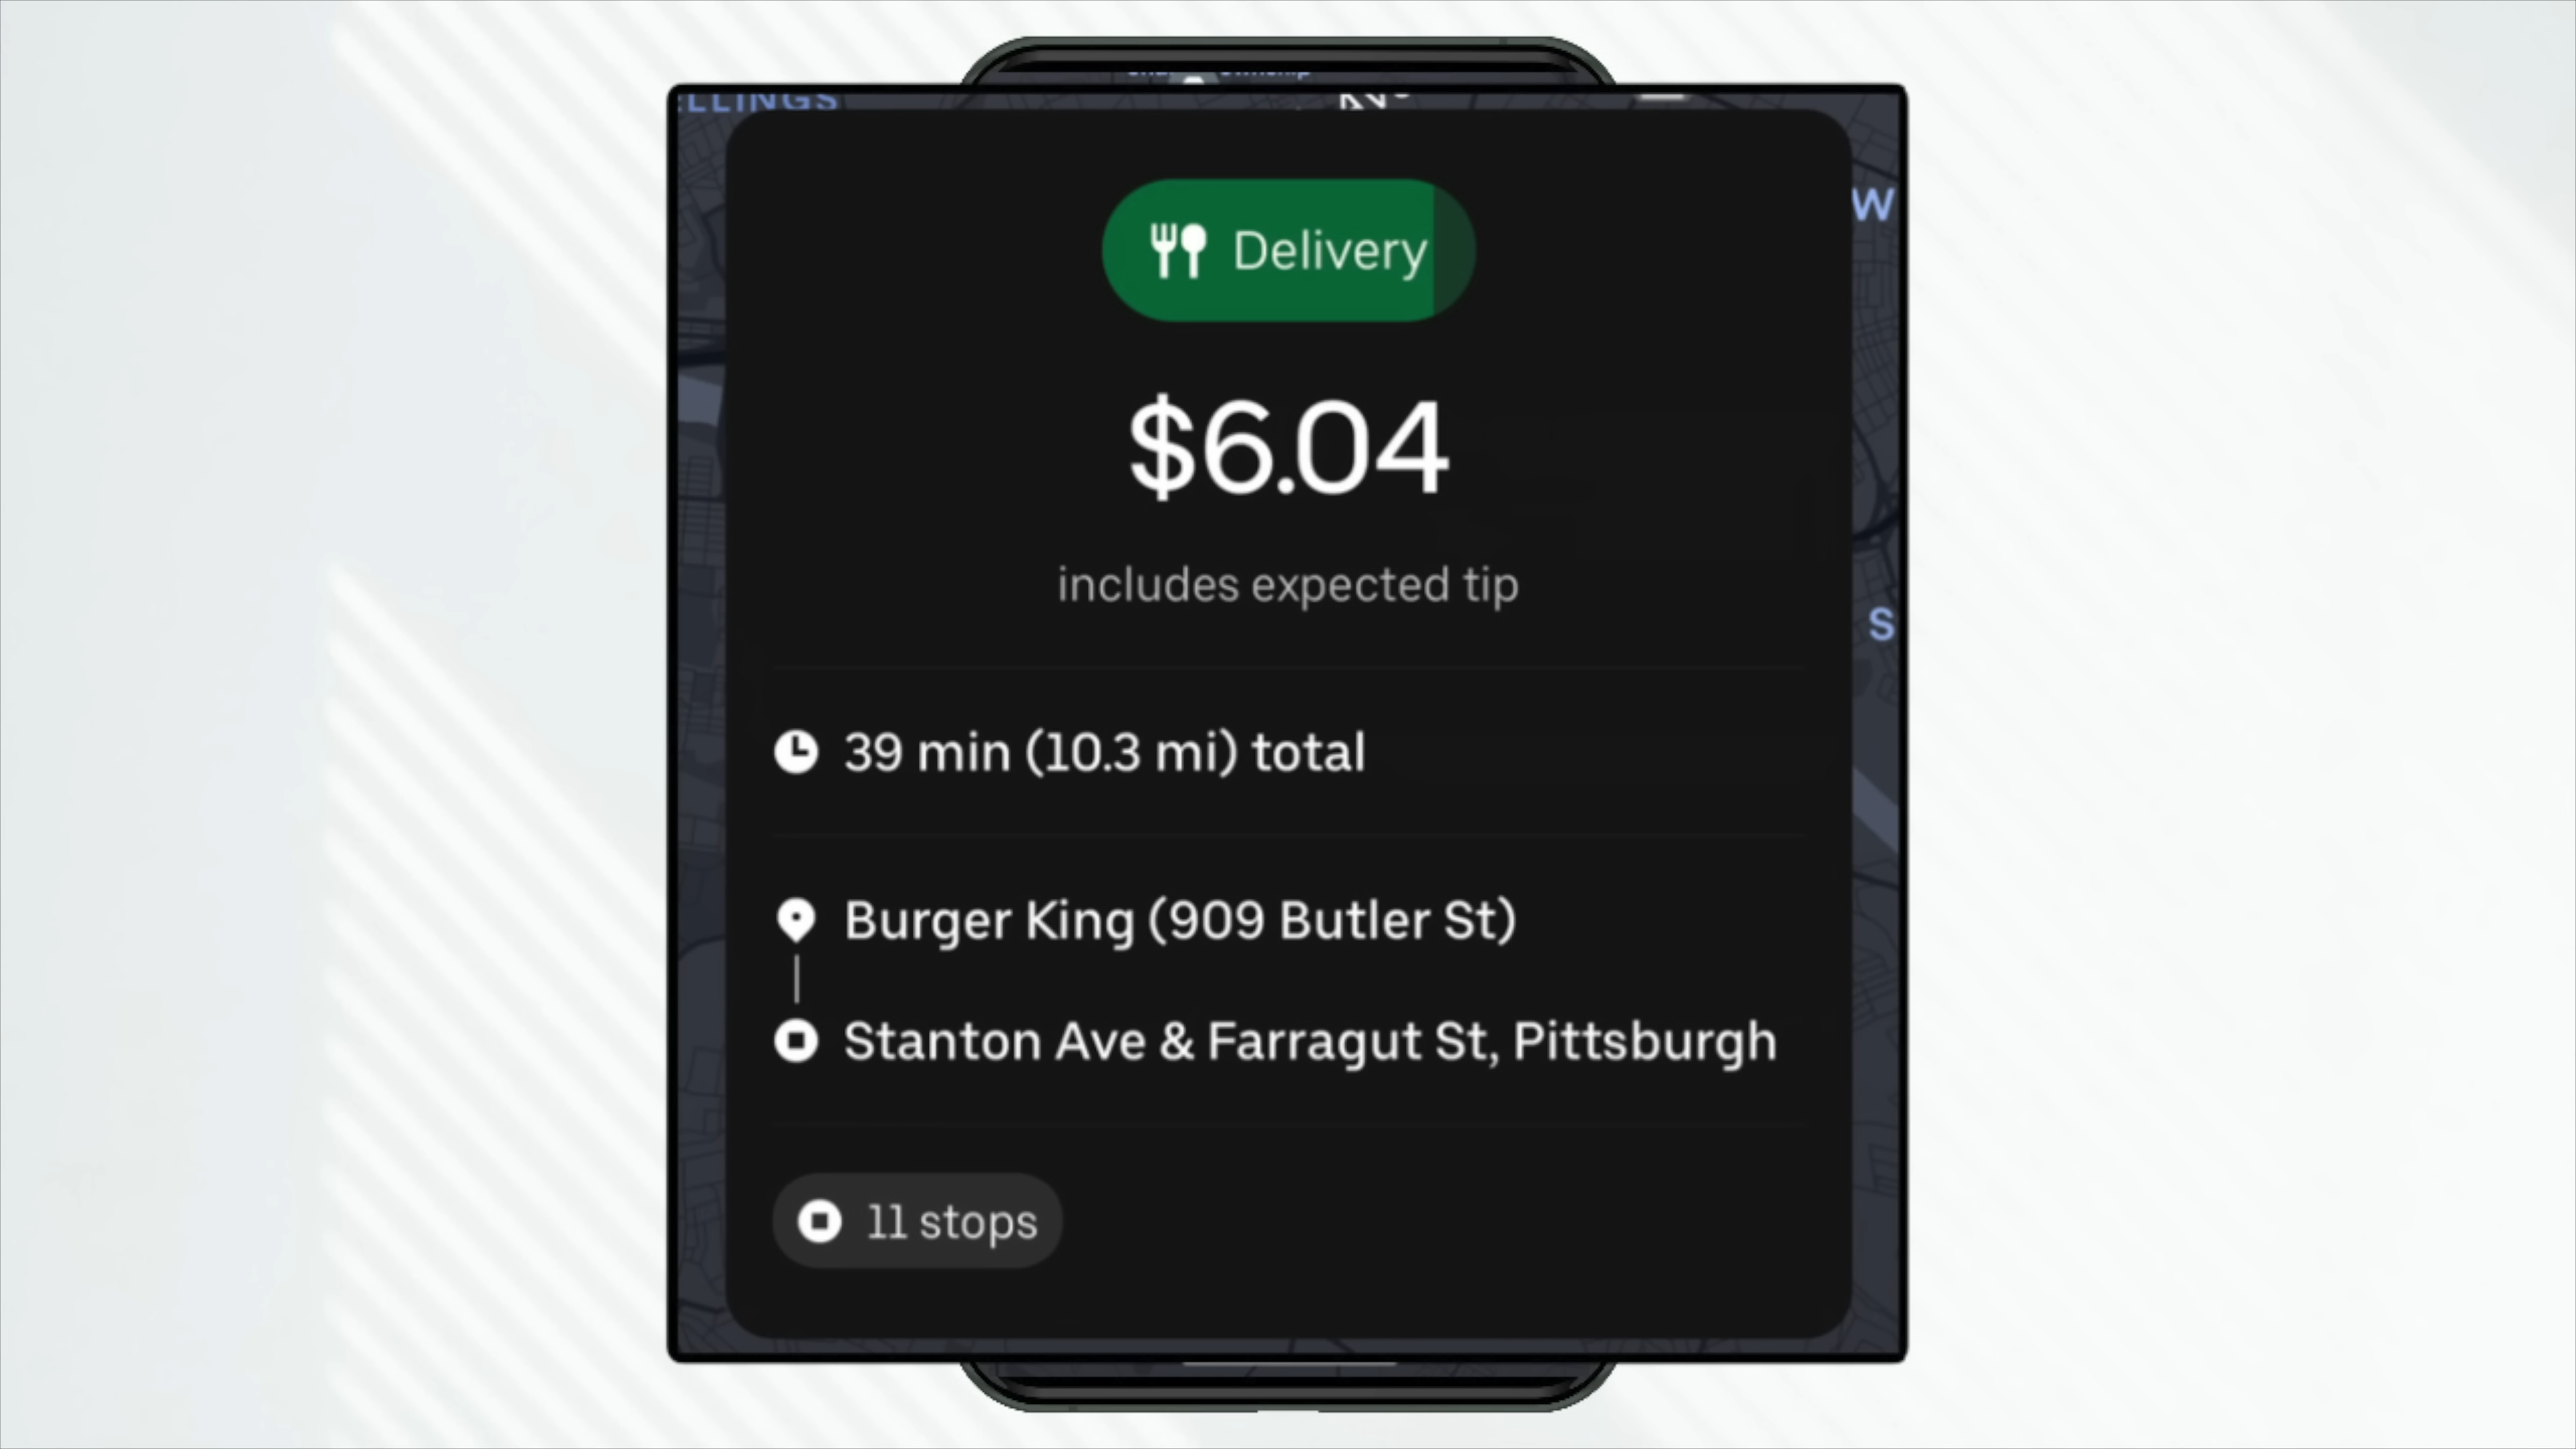 ELLINGS
W
Delivery
$6.04
includes expected tip
S
39 min (10.3 mi) total
Burger King (909 Butler St)
Stanton Ave & Farragut St, Pittsburgh
11 stops